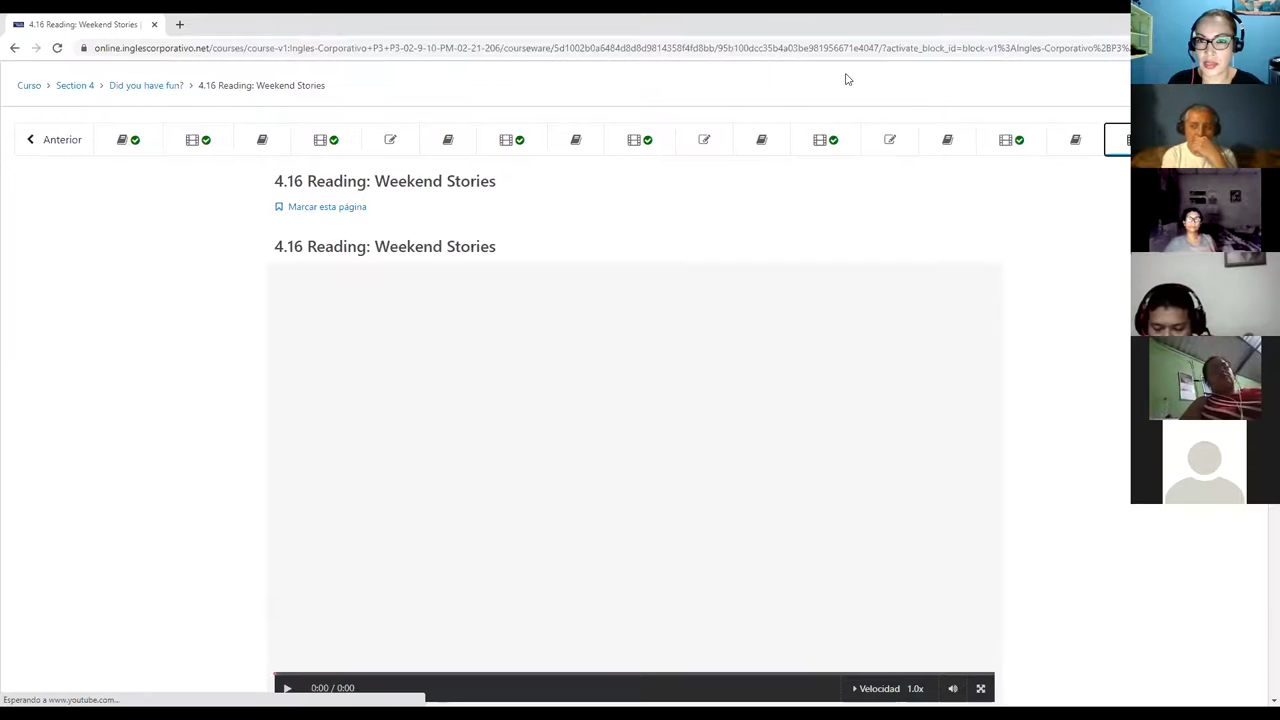 4.16 Reading: Weekend Stories |
online.inglescorporativo.net/courses/course-v1:Ingles-Corporativo+P3+P3-02-9-10PM-M-02-21-206/courseware/5d1002b0a6484d8d8d9814358f4fd8bb/95b100dcc35b4a03be981956671e4047/?activate_block_id=block-v1%3AIngles-Corporativo%2BP3%
Curso > Section 4 > Did you have fun? > 4.16 Reading: Weekend Stories
Anterior
4.16 Reading: Weekend Stories
Marcar esta página
4.16 Reading: Weekend Stories
0:00 / 0:00 Velocidad 1.0x
Esperando a www.youtube.com...